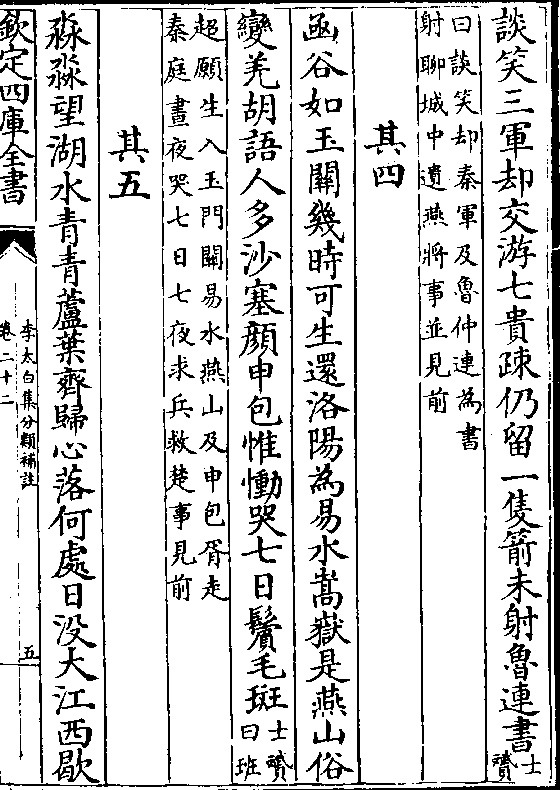 談笑三軍却交游七貴疎仍留一隻箭未射魯連書士贇
曰談笑却秦軍及魯仲連為書
射聊城中遺燕將事並見前
其四
函谷如玉關幾時可生還洛陽為易水嵩嶽是燕山俗
變羌胡語人多沙塞顔申包惟慟哭七日鬢毛斑士贇
曰班
超願生入玉門關易水燕山及申包胥走
秦庭晝夜哭七日七夜求兵救楚事見前
其五
淼淼望湖水青青蘆葉齊歸心落何處日没大江西歇
欽定四庫全書
李太白集分類補註
卷二十二
五